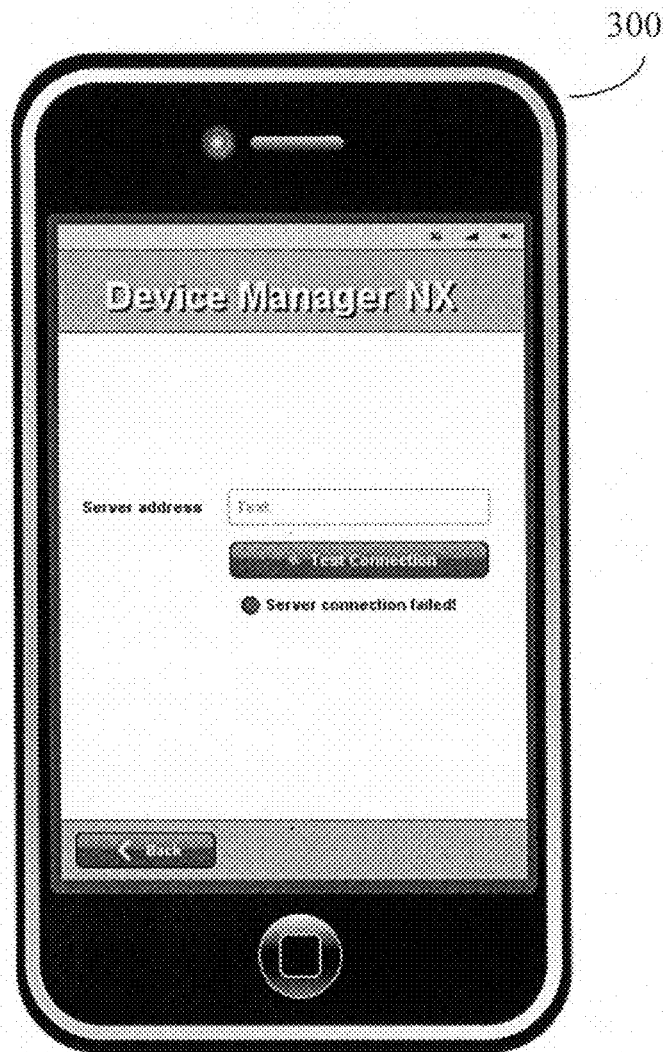 300
Device Manager NX
Server address
Text
Test Connection
Server connection failed!
Back